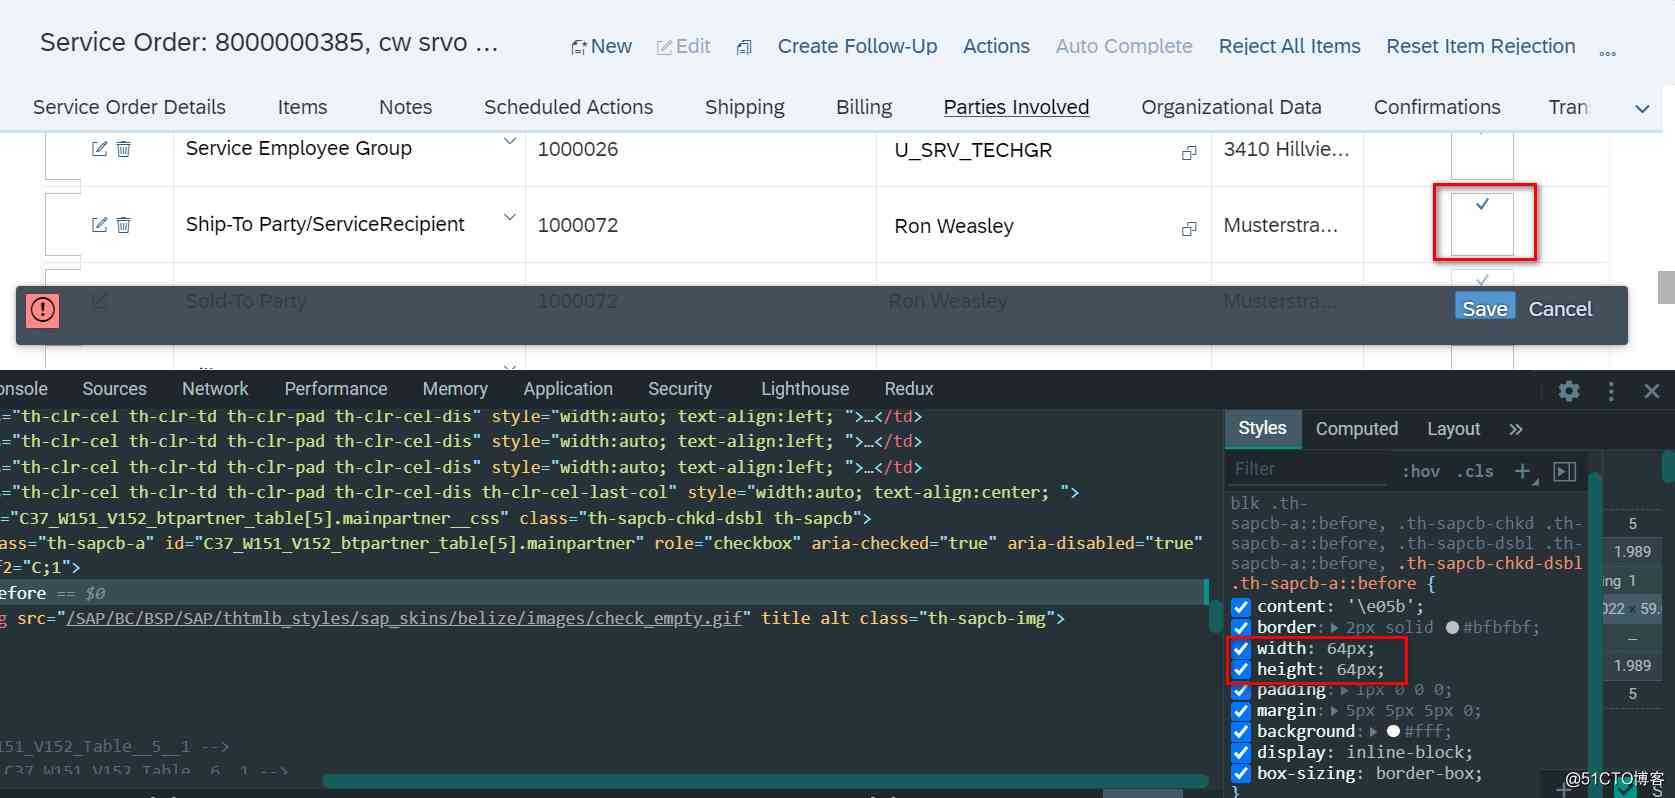 Service Order: 8000000385, cw srvo ...
New Edit Create Follow-Up Actions Auto Complete Reject All Items Reset Item Rejection ...
Service Order Details Items Notes Scheduled Actions Shipping Billing Parties Involved Organizational Data Confirmations Tran
Service Employee Group 1000026 U_SRV_TECHGR 3410 Hillvie...
Ship-To Party/ServiceRecipient 1000072 Ron Weasley Musterstra...
Sold-To Party 1000072 Ron Weasley Musterstra...
Save Cancel
onsole Sources Network Performance Memory Application Security Lighthouse Redux
="th-clr-cel th-clr-td th-clr-pad th-clr-cel-dis" style="width:auto; text-align:left; ">…</td>
="th-clr-cel th-clr-td th-clr-pad th-clr-cel-dis" style="width:auto; text-align:left; ">…</td>
="th-clr-cel th-clr-td th-clr-pad th-clr-cel-dis" style="width:auto; text-align:left; ">…</td>
="th-clr-cel th-clr-td th-clr-pad th-clr-cel-dis th-clr-cel-last-col" style="width:auto; text-align:center; ">
="C37_W151_V152_btpartner_table[5].mainpartner__css" class="th-sapcb-chkd-dsbl th-sapcb">
ass="th-sapcb-a" id="C37_W151_V152_btpartner_table[5].mainpartner" role="checkbox" aria-checked="true" aria-disabled="true"
f2="C;1">
efore == $0
g src="/SAP/BC/BSP/SAP/thtmlb_styles/sap_skins/belize/images/check_empty.gif" title alt class="th-sapcb-img">
151_V152_Table__5__1 -->
C37_W151_V152_Table__6__1 -->
Styles Computed Layout »
Filter :hov .cls +
blk .th-
sapcb-a::before, .th-sapcb-chkd .th-
sapcb-a::before, .th-sapcb-dsbl .th-
sapcb-a::before, .th-sapcb-chkd-dsbl
.th-sapcb-a::before {
content: '\e05b';
border: 2px solid #bfbfbf;
width: 64px;
height: 64px;
padding: 1px 0 0 0;
margin: 5px 5px 5px 0;
background: #fff;
display: inline-block;
box-sizing: border-box;
}
5
1.989
ing 1
022 × 59.
–
1.989
5
@51CTO博客